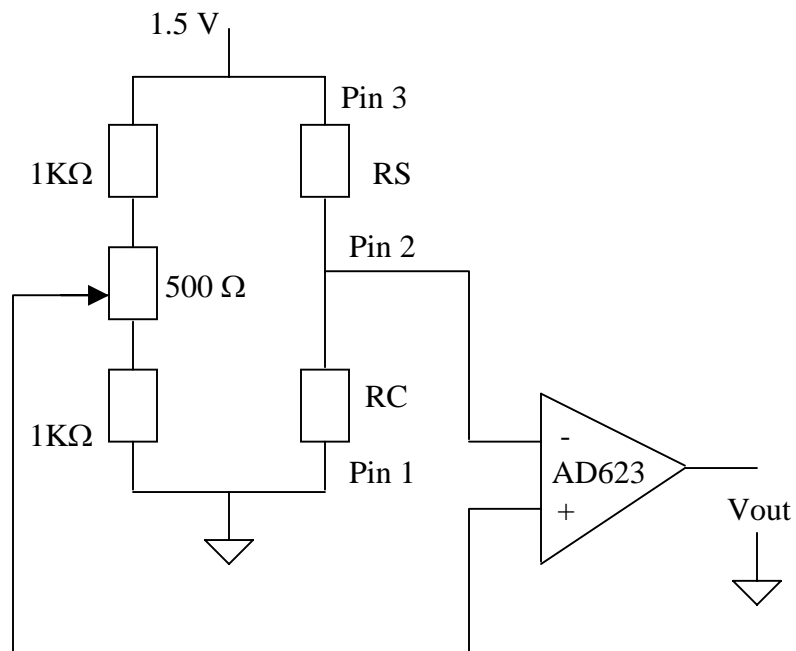 1.5 V
Pin 3
1KΩ
RS
Pin 2
500 Ω
RC
1KΩ
-
AD623
Pin 1
+
Vout